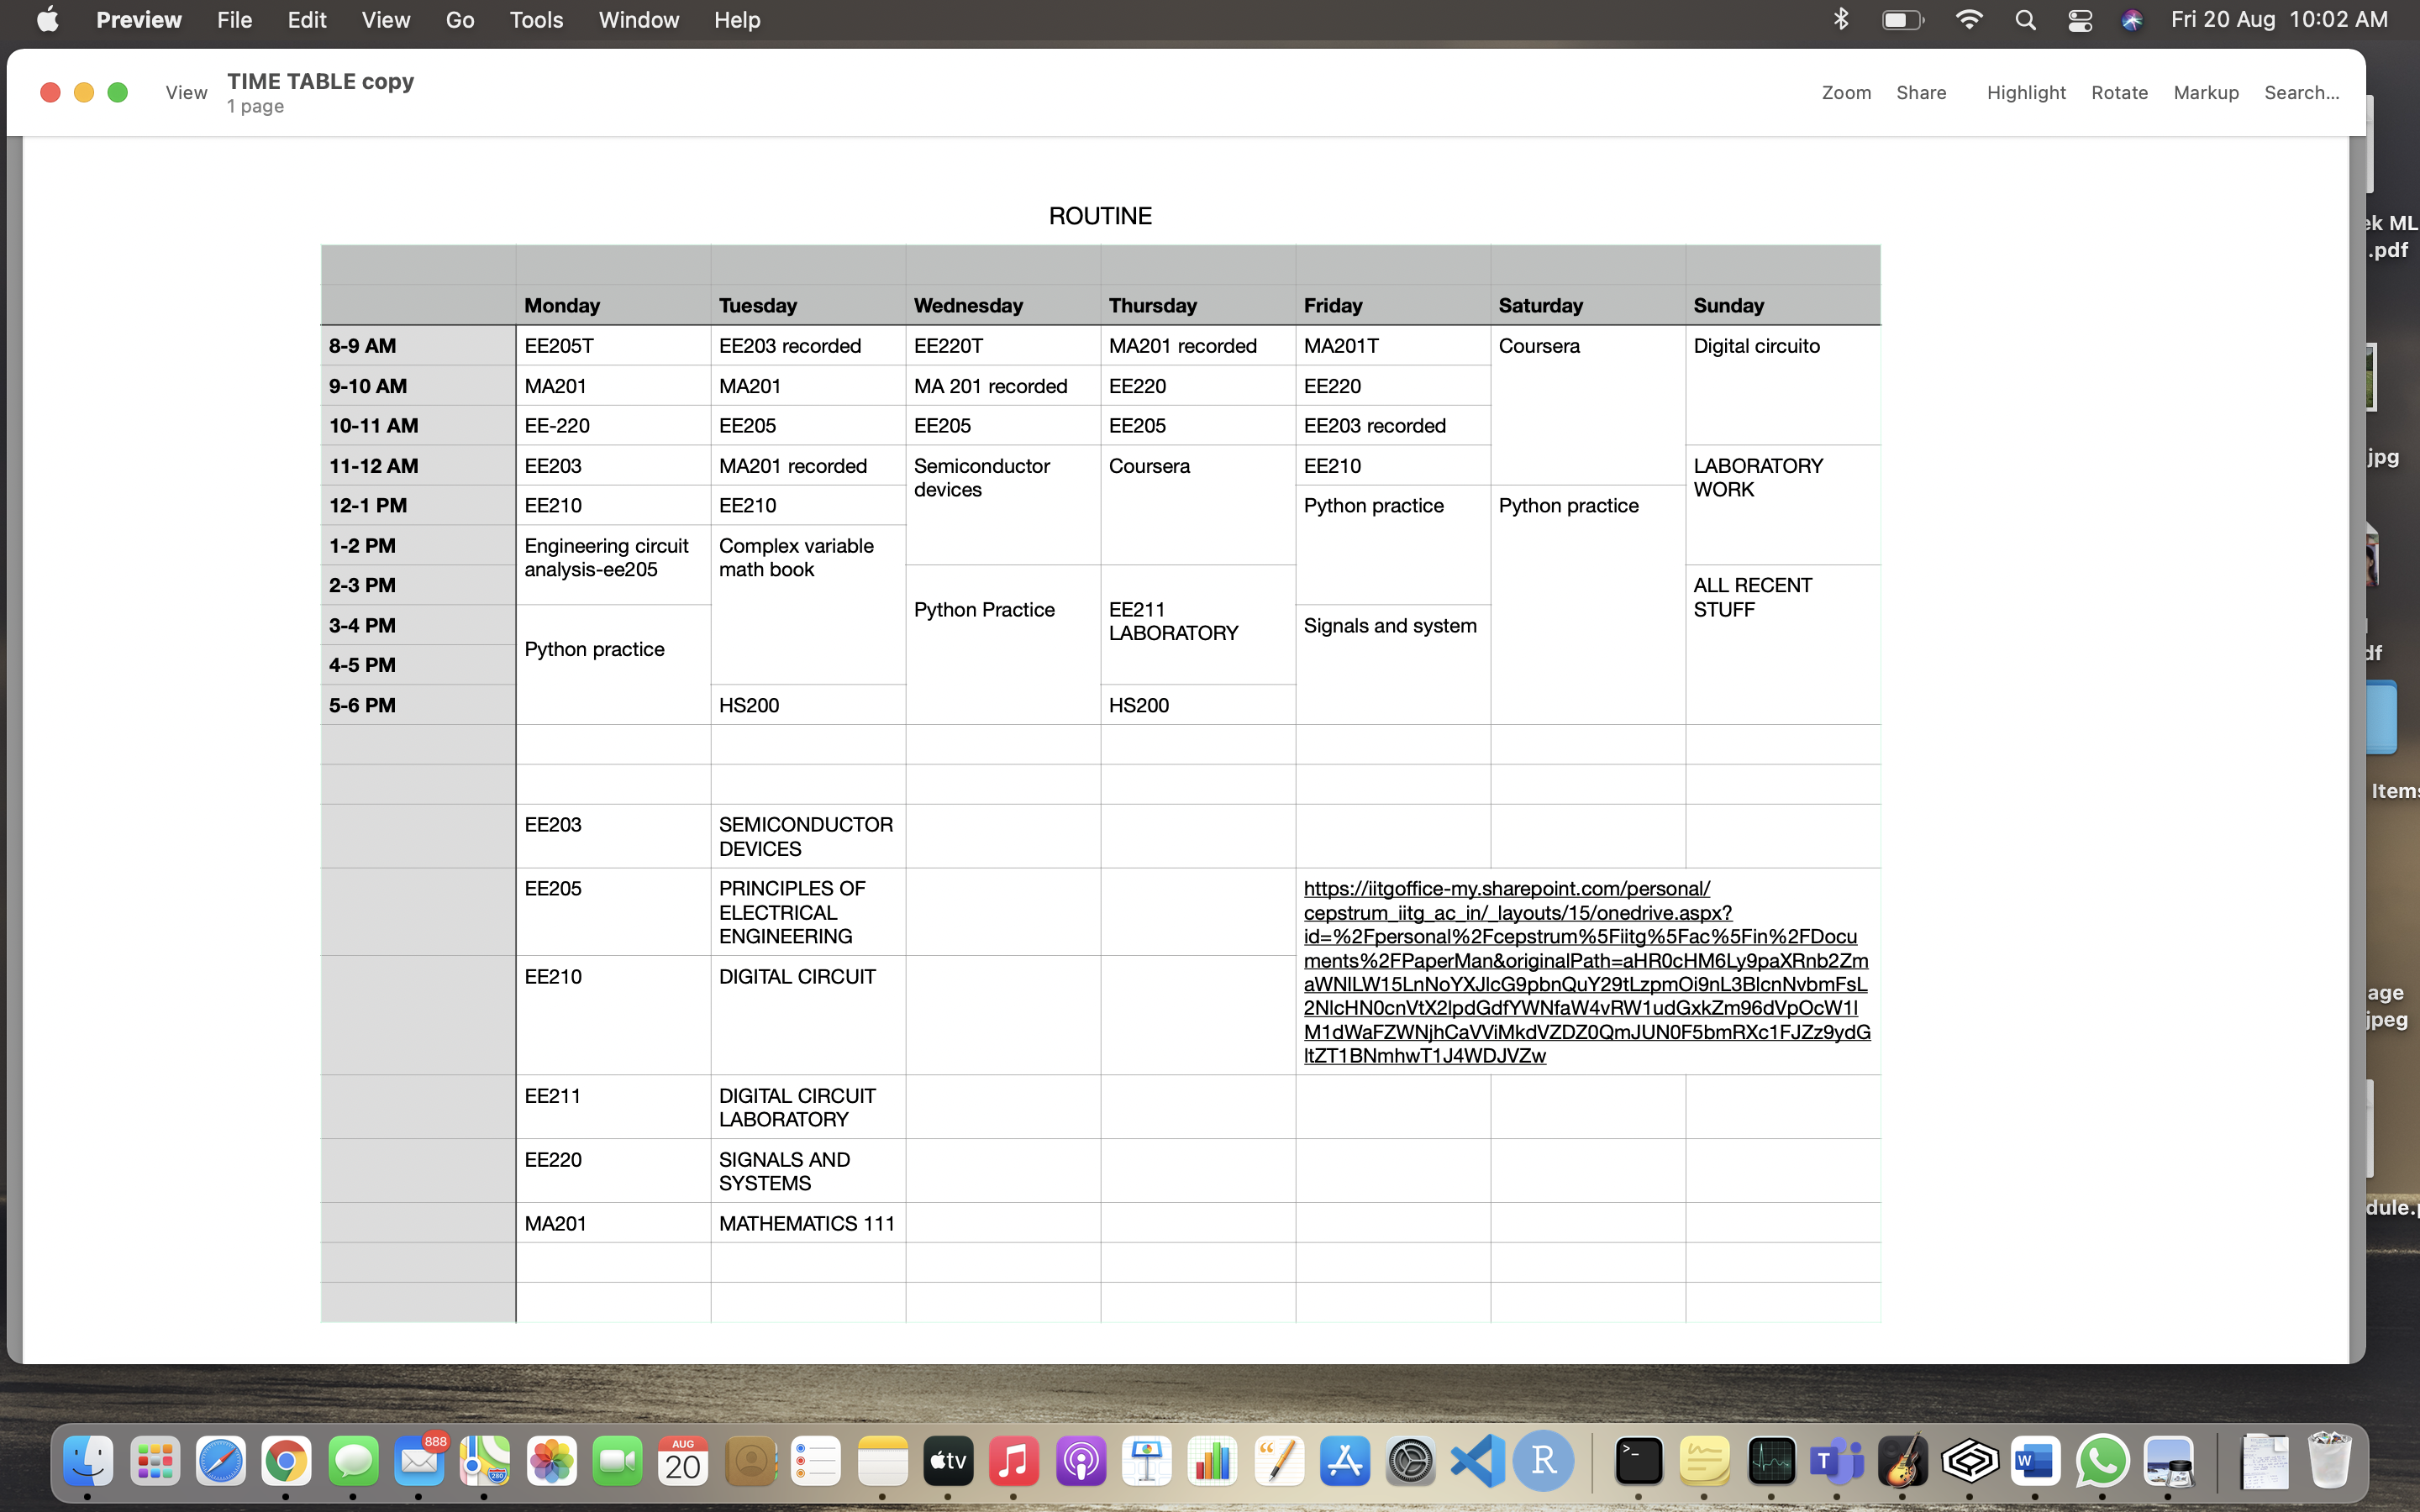 Preview File Edit View Go Tools Window Help Fri 20 Aug 10:02 AM
View TIME TABLE copy Zoom Share Highlight Rotate Markup Search...
1 page
ROUTINE
Monday Tuesday Wednesday Thursday Friday Saturday Sunday
8-9 AM EE205T EE203 recorded EE220T MA201 recorded MA201T Coursera Digital circuito
9-10 AM MA201 MA201 MA 201 recorded EE220 EE220
10-11 AM EE-220 EE205 EE205 EE205 EE203 recorded
11-12 AM EE203 MA201 recorded Semiconductor Coursera EE210 LABORATORY
devices WORK
12-1 PM EE210 EE210 Python practice Python practice
1-2 PM Engineering circuit Complex variable
analysis-ee205 math book
2-3 PM ALL RECENT
Python Practice EE211 STUFF
3-4 PM LABORATORY Signals and system
Python practice
4-5 PM
5-6 PM HS200 HS200
EE203 SEMICONDUCTOR
DEVICES
EE205 PRINCIPLES OF https://iitgoffice-my.sharepoint.com/personal/
ELECTRICAL cepstrum_iitg_ac_in/_layouts/15/onedrive.aspx?
ENGINEERING id=%2Fpersonal%2Fcepstrum%5Fiitg%5Fac%5Fin%2FDocu
ments%2FPaperMan&originalPath=aHR0cHM6Ly9paXRnb2Zm
EE210 DIGITAL CIRCUIT aWNlLW15LnNoYXJlcG9pbnQuY29tLzpmOi9nL3BlcnNvbmFsL
2NlcHN0cnVtX2lpdGdfYWNfaW4vRW1udGxkZm96dVpOcW1l
M1dWaFZWNjhCaVViMkdVZDZ0QmJUN0F5bmRXc1FJZz9ydG
ltZT1BNmhwT1J4WDJVZw
EE211 DIGITAL CIRCUIT
LABORATORY
EE220 SIGNALS AND
SYSTEMS
MA201 MATHEMATICS 111
ek ML
.pdf
jpg
df
Items
age
jpeg
dule.p
888
280
AUG
20
tv
R
T
W